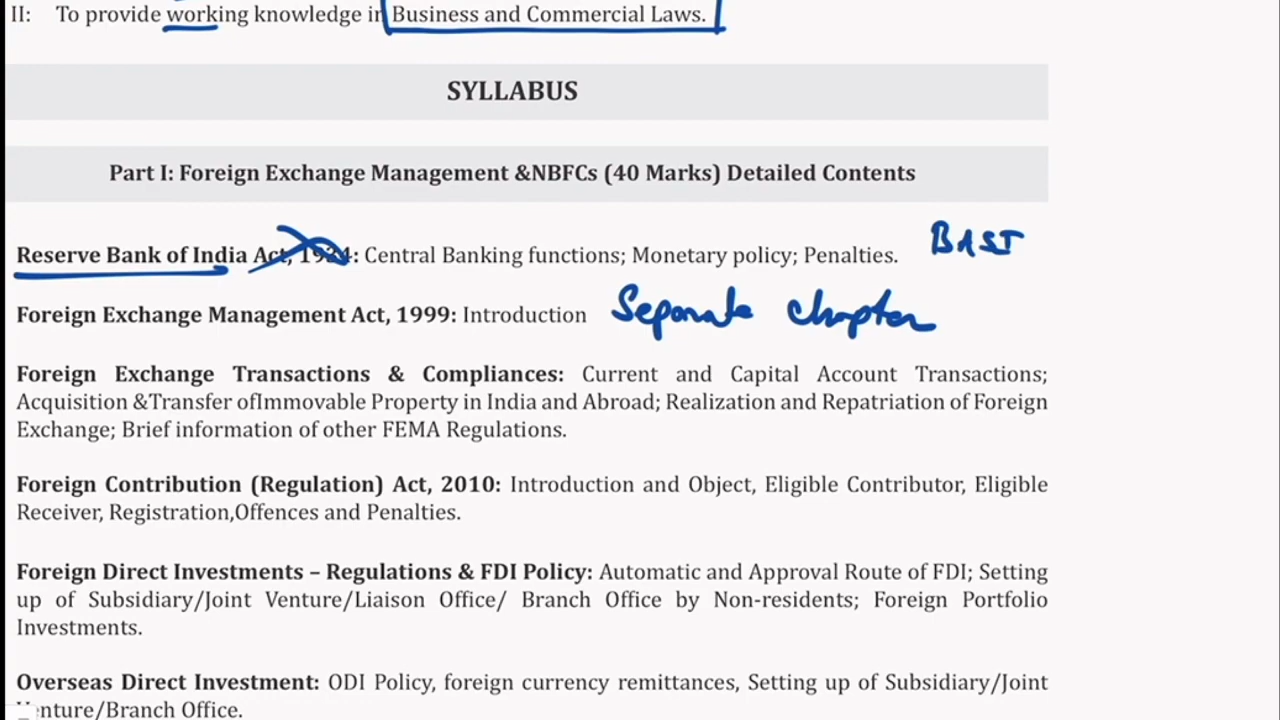 II: To provide working knowledge in Business and Commercial Laws.
SYLLABUS
Part I: Foreign Exchange Management &NBFCs (40 Marks) Detailed Contents
Reserve Bank of India Act, 1934: Central Banking functions; Monetary policy; Penalties. BAST
Foreign Exchange Management Act, 1999: Introduction Separate chapter
Foreign Exchange Transactions & Compliances: Current and Capital Account Transactions;
Acquisition &Transfer ofImmovable Property in India and Abroad; Realization and Repatriation of Foreign
Exchange; Brief information of other FEMA Regulations.
Foreign Contribution (Regulation) Act, 2010: Introduction and Object, Eligible Contributor, Eligible
Receiver, Registration,Offences and Penalties.
Foreign Direct Investments – Regulations & FDI Policy: Automatic and Approval Route of FDI; Setting
up of Subsidiary/Joint Venture/Liaison Office/ Branch Office by Non-residents; Foreign Portfolio
Investments.
Overseas Direct Investment: ODI Policy, foreign currency remittances, Setting up of Subsidiary/Joint
Venture/Branch Office.